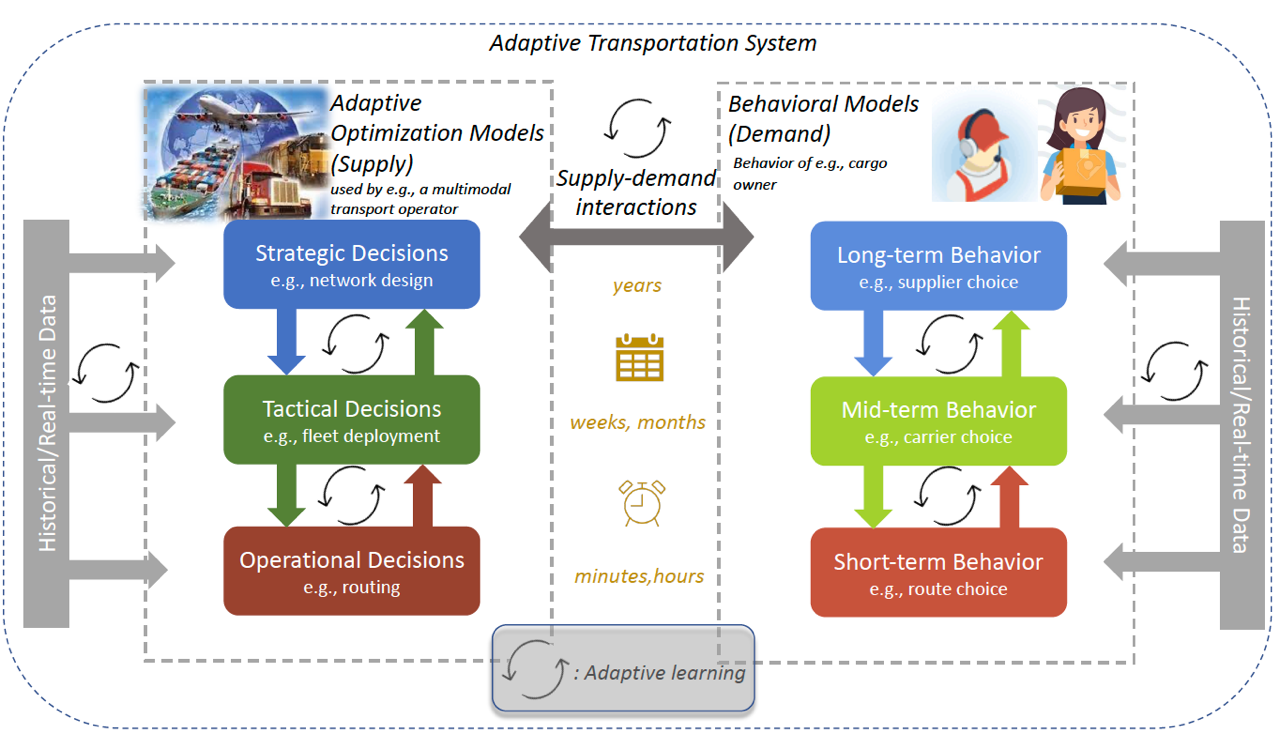 Adaptive Transportation System
Adaptive
Optimization Models
(Supply)
used by e.g., a multimodal
transport operator
Supply-demand
interactions
Behavioral Models
(Demand)
Behavior of e.g., cargo
owner
Historical/Real-time Data
Strategic Decisions
e.g., network design
Tactical Decisions
e.g., fleet deployment
Operational Decisions
e.g., routing
years
weeks, months
minutes,hours
Long-term Behavior
e.g., supplier choice
Mid-term Behavior
e.g., carrier choice
Short-term Behavior
e.g., route choice
Historical/Real-time Data
: Adaptive learning